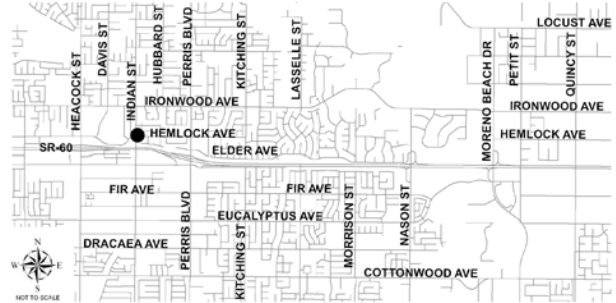 LOCUST AVE
HEACOCK ST
DAVIS ST
INDIAN ST
HUBBARD ST
PERRIS BLVD
KITCHING ST
LASSELLE ST
MORENO BEACH DR
PETIT ST
QUINCY ST
IRONWOOD AVE
IRONWOOD AVE
HEMLOCK AVE
HEMLOCK AVE
SR-60
ELDER AVE
FIR AVE
FIR AVE
PERRIS BLVD
EUCALYPTUS AVE
KITCHING ST
MORRISON ST
NASON ST
DRACAEA AVE
COTTONWOOD AVE
N
W
E
S
NOT TO SCALE